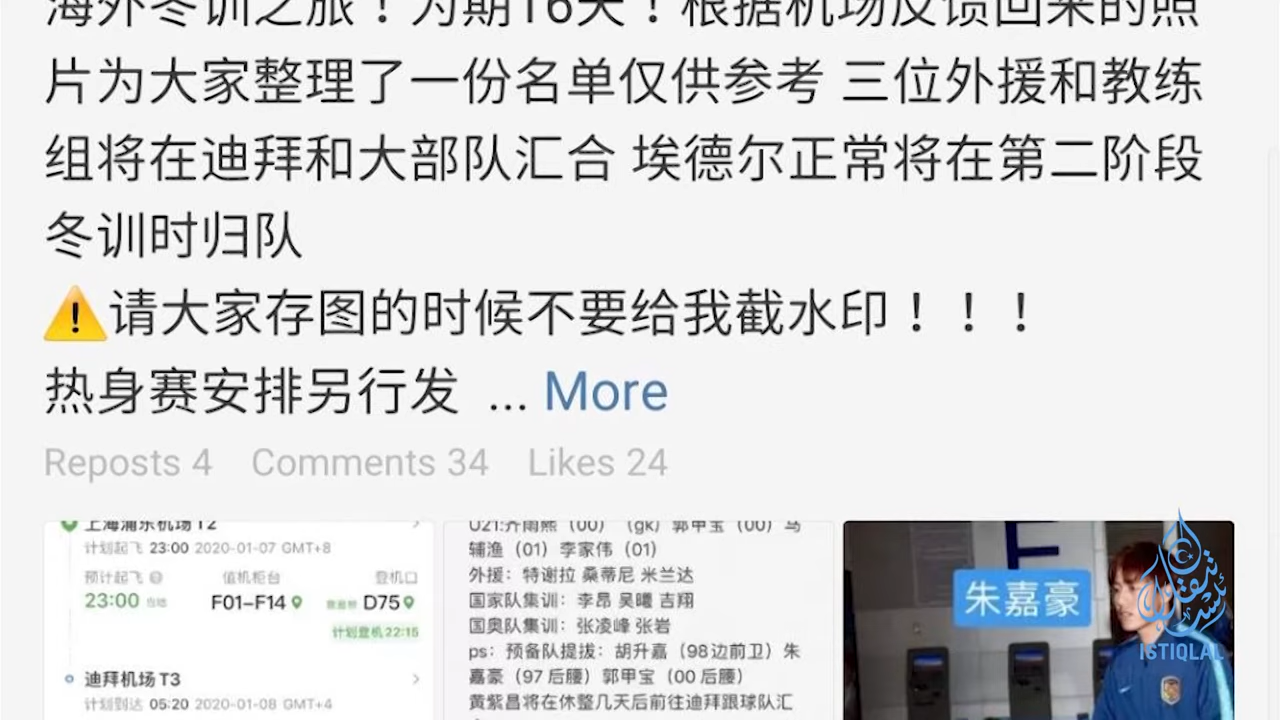 海外冬训之旅！为期16天！根据机场反馈回来的照
片为大家整理了一份名单仅供参考 三位外援和教练
组将在迪拜和大部队汇合 埃德尔正常将在第二阶段
冬训时归队
⚠️请大家存图的时候不要给我截水印！！！
热身赛安排另行发 ... More
Reposts 4 Comments 34 Likes 24
上海浦东机场 T2
计划起飞 23:00 2020-01-07 GMT+8
预计起飞 值机柜台 登机口
23:00 当地 F01-F14 D75
计划登机22:15
迪拜机场 T3
计划到达 05:20 2020-01-08 GMT+4
U21:齐雨熙（00）（gk）郭甲宝（00）马
辅渔（01）李家伟（01）
外援：特谢拉 桑蒂尼 米兰达
国家队集训：李昂 吴曦 吉翔
国奥队集训：张凌峰 张岩
ps：预备队提拔：胡升嘉（98边前卫）朱
嘉豪（97后腰）郭甲宝（00后腰）
黄紫昌将在休整几天后前往迪拜跟球队汇
朱嘉豪
ISTIQLAL